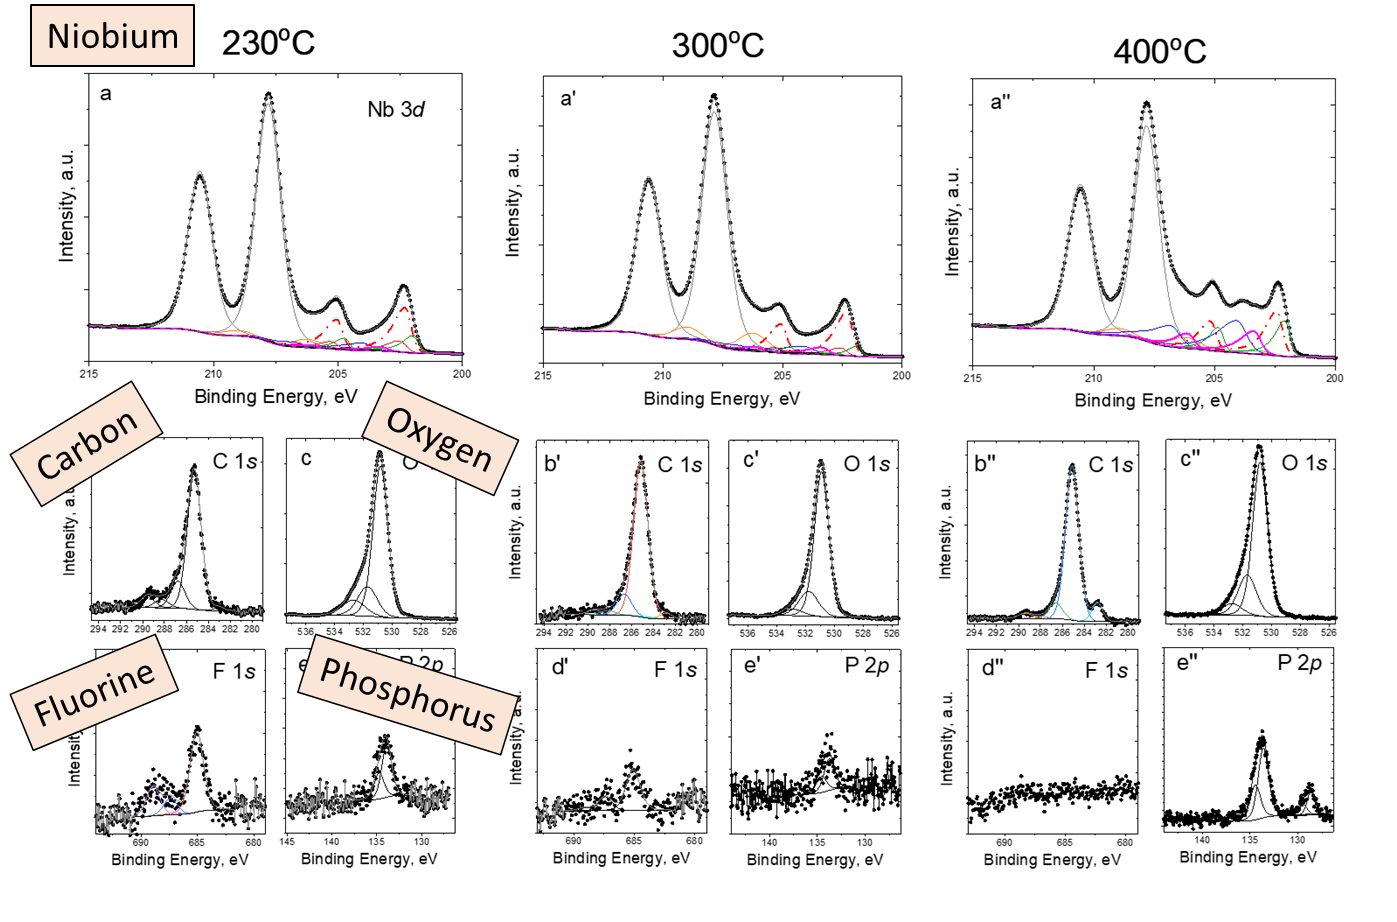 Niobium
230ºC
300ºC
400ºC
a
Nb 3d
Intensity, a.u.
215 210 205 200
Binding Energy, eV
a'
Intensity, a.u.
215 210 205 200
Binding Energy, eV
a''
Intensity, a.u.
215 210 205 200
Binding Energy, eV
Carbon
C 1s
Intensity, a.u.
294 292 290 288 286 284 282 280
Oxygen
c
O
536 534 532 530 528 526
b'
C 1s
Intensity, a.u.
294 292 290 288 286 284 282 280
c'
O 1s
536 534 532 530 528 526
b''
C 1s
Intensity, a.u.
294 292 290 288 286 284 282 280
c''
O 1s
536 534 532 530 528 526
Fluorine
F 1s
690 685 680
Binding Energy, eV
Phosphorus
e
P 2p
145 140 135 130
Binding Energy, eV
d'
F 1s
Intensity, a.u.
690 685 680
Binding Energy, eV
e'
P 2p
140 135 130
Binding Energy, eV
d''
F 1s
Intensity, a.u.
690 685 680
Binding Energy, eV
e''
P 2p
140 135 130
Binding Energy, eV